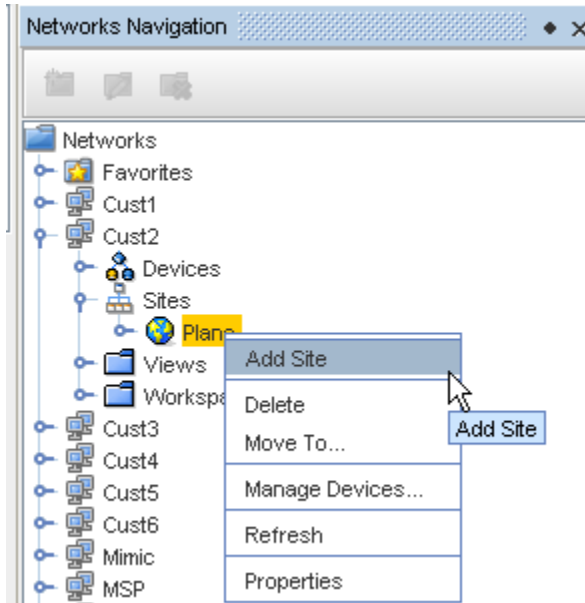 Networks Navigation
Networks
Favorites
Cust1
Cust2
Devices
Sites
Views
Cust3
Cust4
Cust5
Cust6
Mimic
MSP
Add Site
Delete
Move To...
Manage Devices...
Refresh
Properties
Add Site